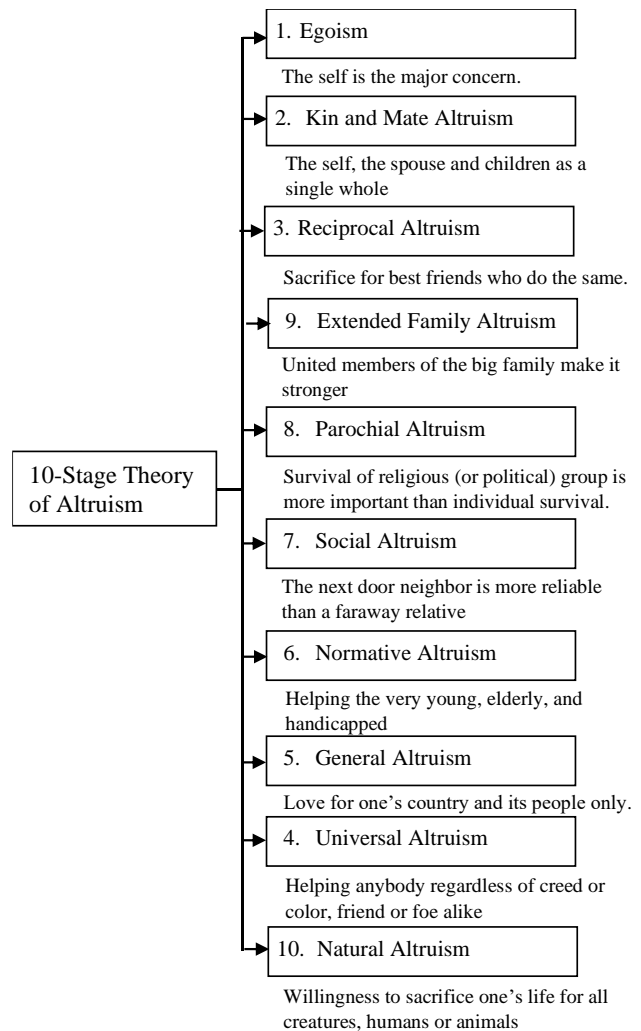 1. Egoism
The self is the major concern.
2. Kin and Mate Altruism
The self, the spouse and children as a
single whole
3. Reciprocal Altruism
Sacrifice for best friends who do the same.
9. Extended Family Altruism
United members of the big family make it
stronger
8. Parochial Altruism
10-Stage Theory
of Altruism
Survival of religious (or political) group is
more important than individual survival.
7. Social Altruism
The next door neighbor is more reliable
than a faraway relative
6. Normative Altruism
Helping the very young, elderly, and
handicapped
5. General Altruism
Love for one’s country and its people only.
4. Universal Altruism
Helping anybody regardless of creed or
color, friend or foe alike
10. Natural Altruism
Willingness to sacrifice one’s life for all
creatures, humans or animals